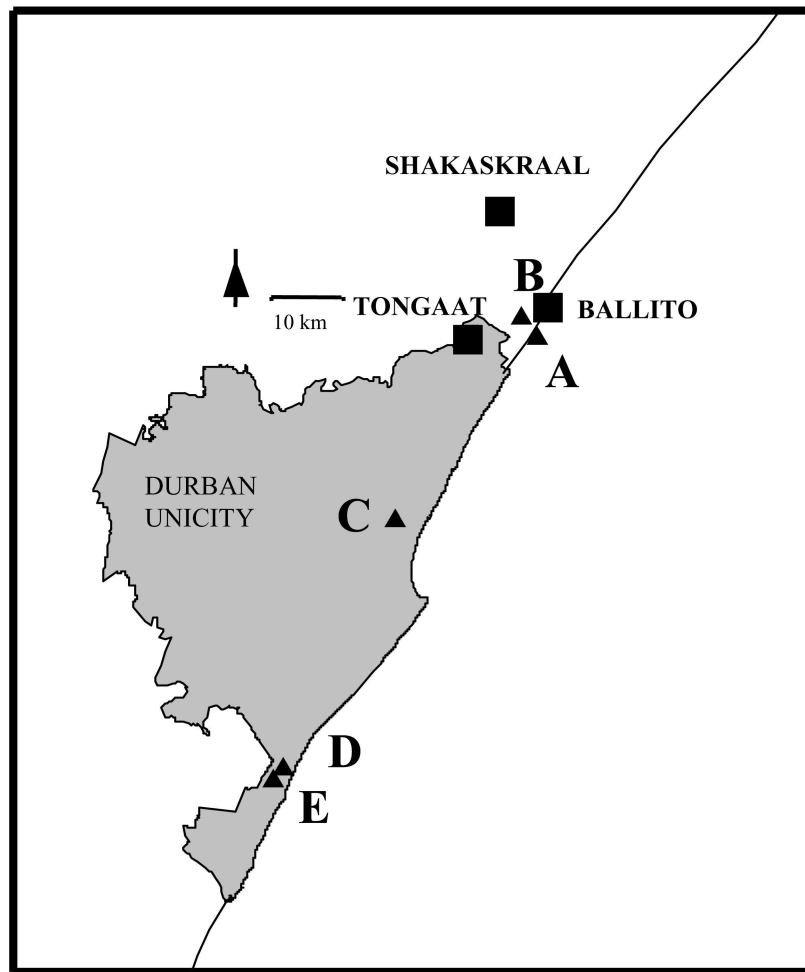 SHAKASKRAAL
B
TONGAAT
BALLITO
10 km
A
DURBAN
UNICITY
C
D
E